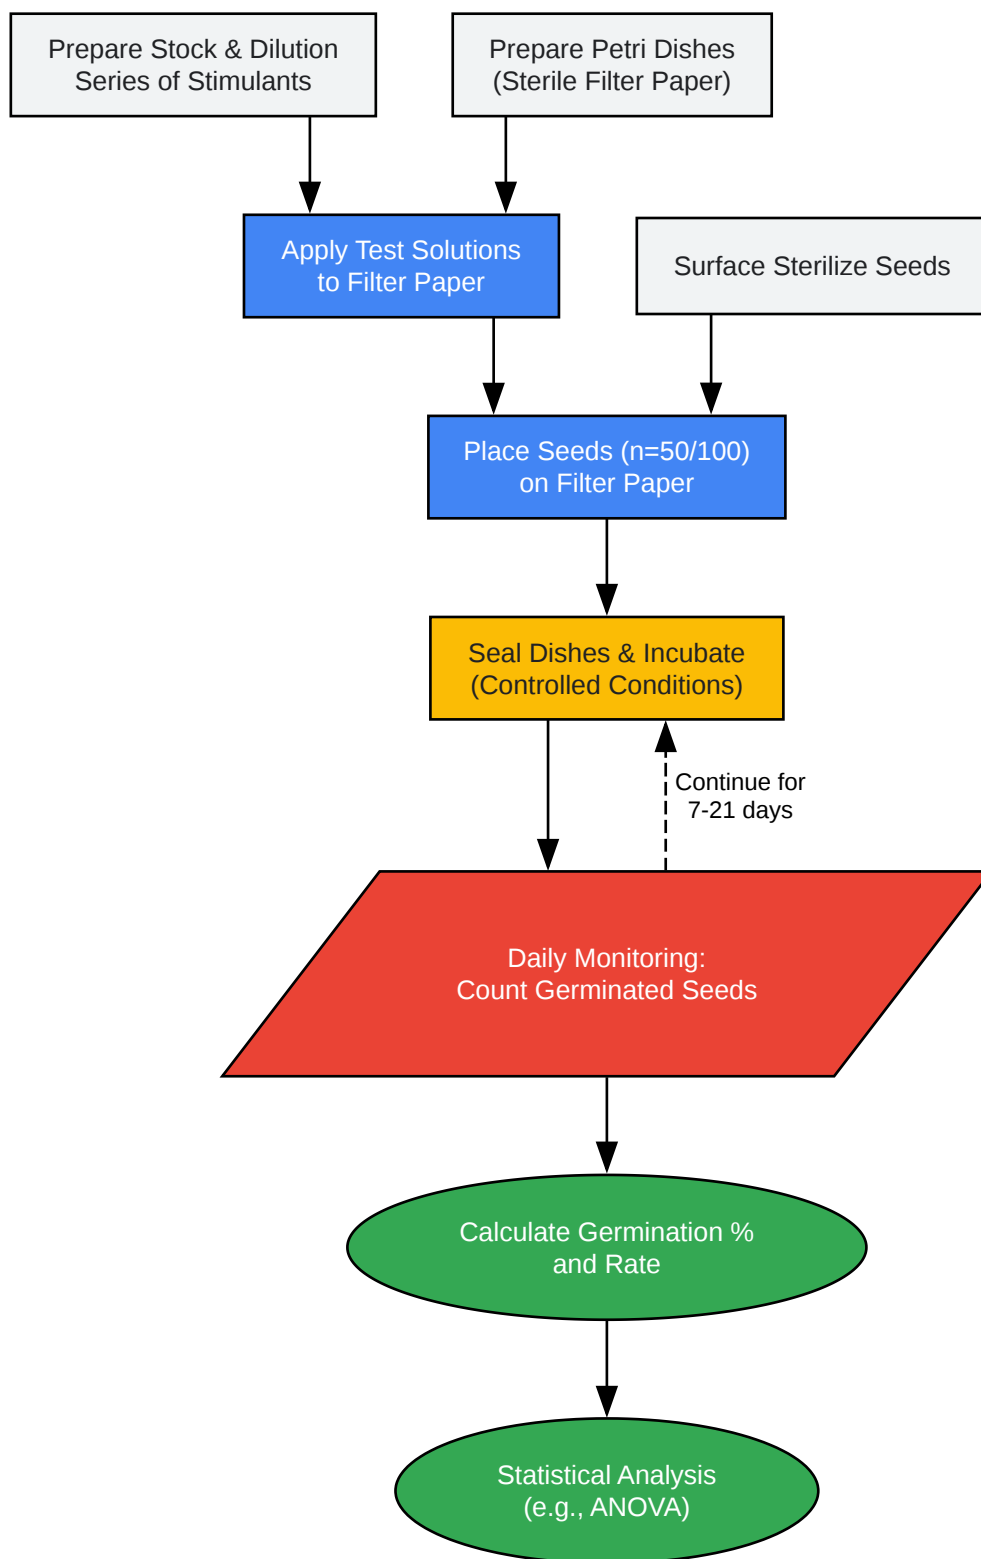 Prepare Stock & Dilution
Series of Stimulants
Prepare Petri Dishes
(Sterile Filter Paper)
Apply Test Solutions
to Filter Paper
Surface Sterilize Seeds
Place Seeds (n=50/100)
on Filter Paper
Seal Dishes & Incubate
(Controlled Conditions)
Continue for
7-21 days
Daily Monitoring:
Count Germinated Seeds
Calculate Germination %
and Rate
Statistical Analysis
(e.g., ANOVA)